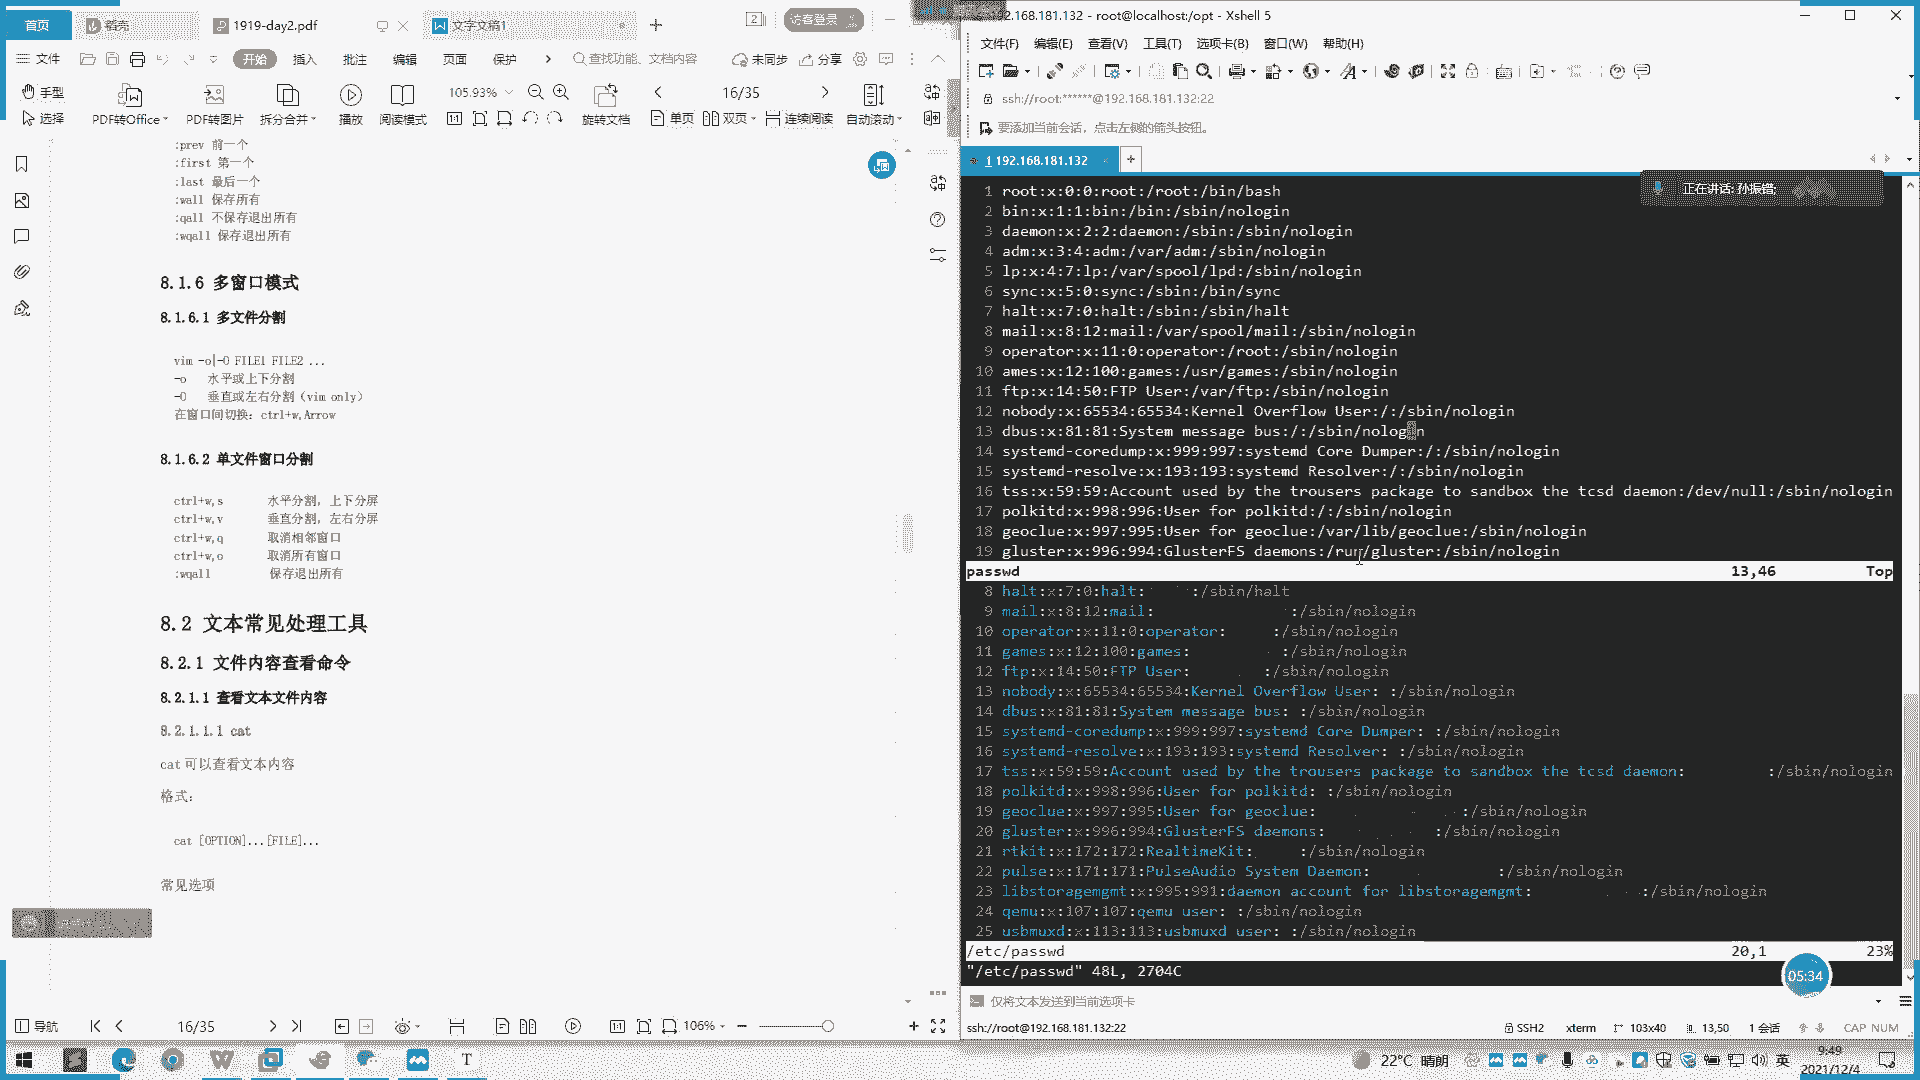 首页
稻壳
1919-day2.pdf
文字文稿1
2
访客登录
文件
开始
插入
批注
编辑
页面
保护
查找功能、文档内容
未同步
分享
手型
选择
PDF转Office
PDF转图片
拆分合并
播放
阅读模式
105.93%
旋转文档
16/35
单页
双页
连续阅读
自动滚动
:prev 前一个
:first 第一个
:last 最后一个
:wall 保存所有
:qall 不保存退出所有
:wqall 保存退出所有
8.1.6 多窗口模式
8.1.6.1 多文件分割
vim -o|-O FILE1 FILE2 ...
-o 水平或上下分割
-O 垂直或左右分割（vim only）
在窗口间切换：ctrl+w,Arrow
8.1.6.2 单文件窗口分割
ctrl+w,s 水平分割，上下分屏
ctrl+w,v 垂直分割，左右分屏
ctrl+w,q 取消相邻窗口
ctrl+w,o 取消所有窗口
:wqall 保存退出所有
8.2 文本常见处理工具
8.2.1 文件内容查看命令
8.2.1.1 查看文本文件内容
8.2.1.1.1 cat
cat 可以查看文本内容
格式：
cat [OPTION]...[FILE]...
常见选项
导航
16/35
106%
192.168.181.132 - root@localhost:/opt - Xshell 5
文件(F) 编辑(E) 查看(V) 工具(T) 选项卡(B) 窗口(W) 帮助(H)
ssh://root:******@192.168.181.132:22
要添加当前会话，点击左侧的箭头按钮。
1 192.168.181.132
正在讲话: 孙振锴;
1 root:x:0:0:root:/root:/bin/bash
2 bin:x:1:1:bin:/bin:/sbin/nologin
3 daemon:x:2:2:daemon:/sbin:/sbin/nologin
4 adm:x:3:4:adm:/var/adm:/sbin/nologin
5 lp:x:4:7:lp:/var/spool/lpd:/sbin/nologin
6 sync:x:5:0:sync:/sbin:/bin/sync
7 halt:x:7:0:halt:/sbin:/sbin/halt
8 mail:x:8:12:mail:/var/spool/mail:/sbin/nologin
9 operator:x:11:0:operator:/root:/sbin/nologin
10 ames:x:12:100:games:/usr/games:/sbin/nologin
11 ftp:x:14:50:FTP User:/var/ftp:/sbin/nologin
12 nobody:x:65534:65534:Kernel Overflow User:/:/sbin/nologin
13 dbus:x:81:81:System message bus:/:/sbin/nologin
14 systemd-coredump:x:999:997:systemd Core Dumper:/:/sbin/nologin
15 systemd-resolve:x:193:193:systemd Resolver:/:/sbin/nologin
16 tss:x:59:59:Account used by the trousers package to sandbox the tcsd daemon:/dev/null:/sbin/nologin
17 polkitd:x:998:996:User for polkitd:/:/sbin/nologin
18 geoclue:x:997:995:User for geoclue:/var/lib/geoclue:/sbin/nologin
19 gluster:x:996:994:GlusterFS daemons:/run/gluster:/sbin/nologin
passwd 13,46 Top
8 halt:x:7:0:halt: :/sbin/halt
9 mail:x:8:12:mail: :/sbin/nologin
10 operator:x:11:0:operator: :/sbin/nologin
11 games:x:12:100:games: :/sbin/nologin
12 ftp:x:14:50:FTP User: :/sbin/nologin
13 nobody:x:65534:65534:Kernel Overflow User: :/sbin/nologin
14 dbus:x:81:81:System message bus: :/sbin/nologin
15 systemd-coredump:x:999:997:systemd Core Dumper: :/sbin/nologin
16 systemd-resolve:x:193:193:systemd Resolver: :/sbin/nologin
17 tss:x:59:59:Account used by the trousers package to sandbox the tcsd daemon: :/sbin/nologin
18 polkitd:x:998:996:User for polkitd: :/sbin/nologin
19 geoclue:x:997:995:User for geoclue: :/sbin/nologin
20 gluster:x:996:994:GlusterFS daemons: :/sbin/nologin
21 rtkit:x:172:172:RealtimeKit: :/sbin/nologin
22 pulse:x:171:171:PulseAudio System Daemon: :/sbin/nologin
23 libstoragemgmt:x:995:991:daemon account for libstoragemgmt: :/sbin/nologin
24 qemu:x:107:107:qemu user: :/sbin/nologin
25 usbmuxd:x:113:113:usbmuxd user: :/sbin/nologin
/etc/passwd 20,1 23%
"/etc/passwd" 48L, 2704C
05:34
仅将文本发送到当前选项卡
ssh://root@192.168.181.132:22
SSH2
xterm
103x40
13,50
1 会话
CAP NUM
22°C 晴朗
英
9:49
2021/12/4